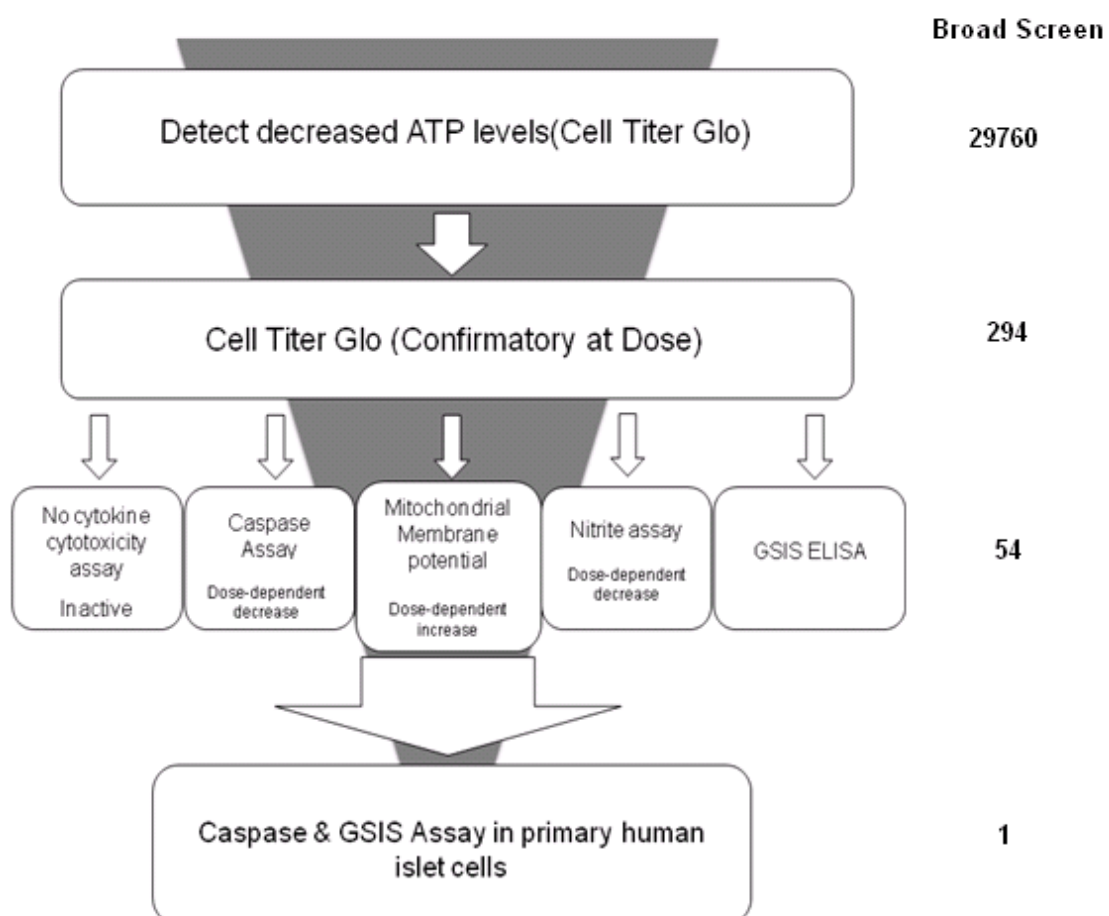 Broad Screen
Detect decreased ATP levels(Cell Titer Glo)
29760
Cell Titer Glo (Confirmatory at Dose)
294
No cytokine
cytotoxicity
assay
Inactive
Caspase
Assay
Dose-dependent
decrease
Mitochondrial
Membrane
potential
Dose-dependent
increase
Nitrite assay
Dose-dependent
decrease
GSIS ELISA
54
Caspase & GSIS Assay in primary human
islet cells
1